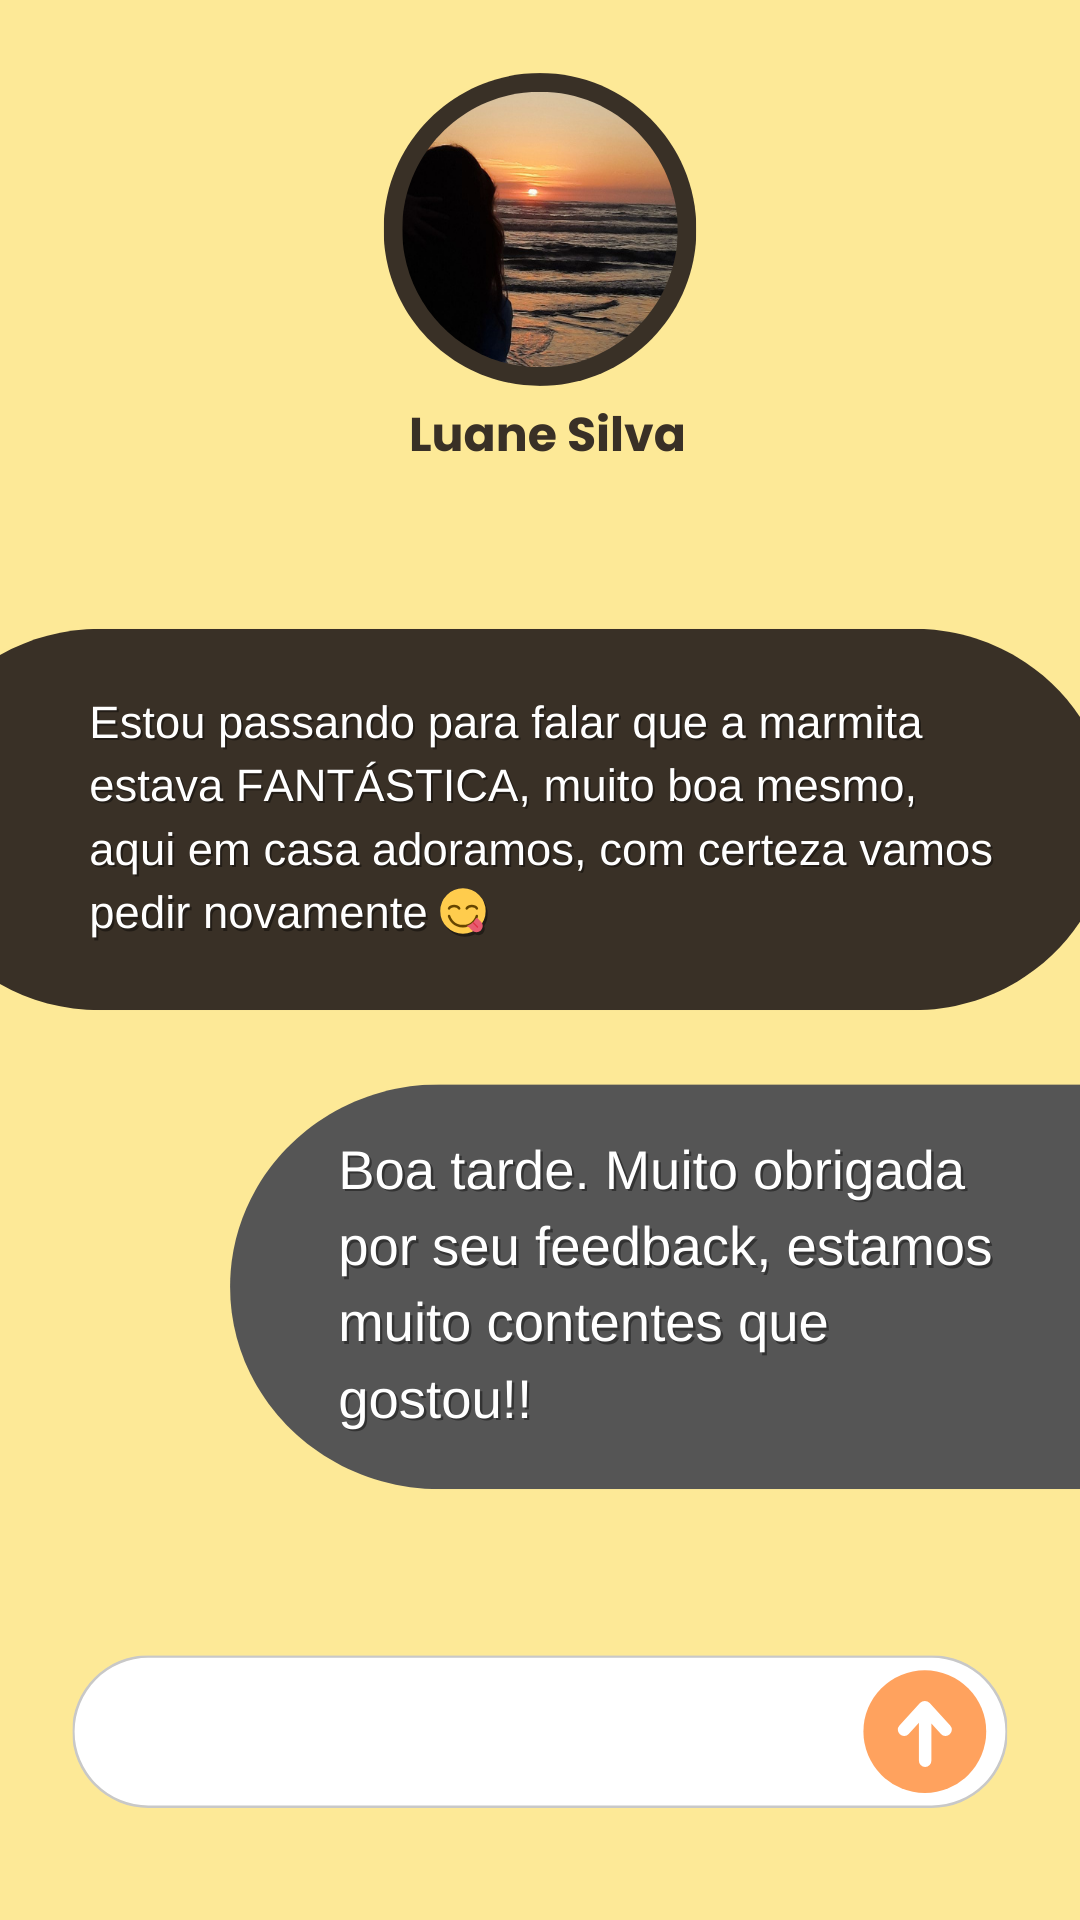 Luane Silva
Estou passando para falar que a marmita
estava FANTÁSTICA, muito boa mesmo,
aqui em casa adoramos, com certeza vamos
pedir novamente 😋
Boa tarde. Muito obrigada
por seu feedback, estamos
muito contentes que
gostou!!